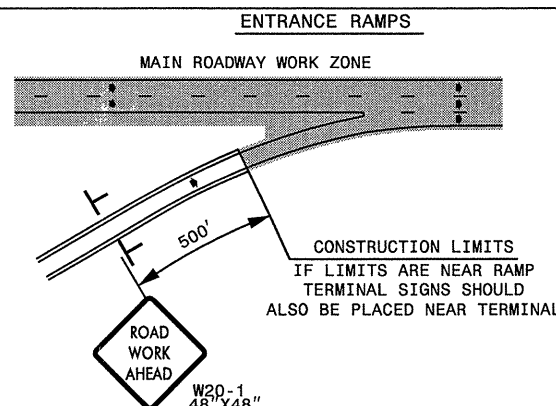 ENTRANCE RAMPS
MAIN ROADWAY WORK ZONE
500'
CONSTRUCTION LIMITS
IF LIMITS ARE NEAR RAMP
TERMINAL SIGNS SHOULD
ALSO BE PLACED NEAR TERMINAL
ROAD
WORK
AHEAD
W20-1
48"X48"